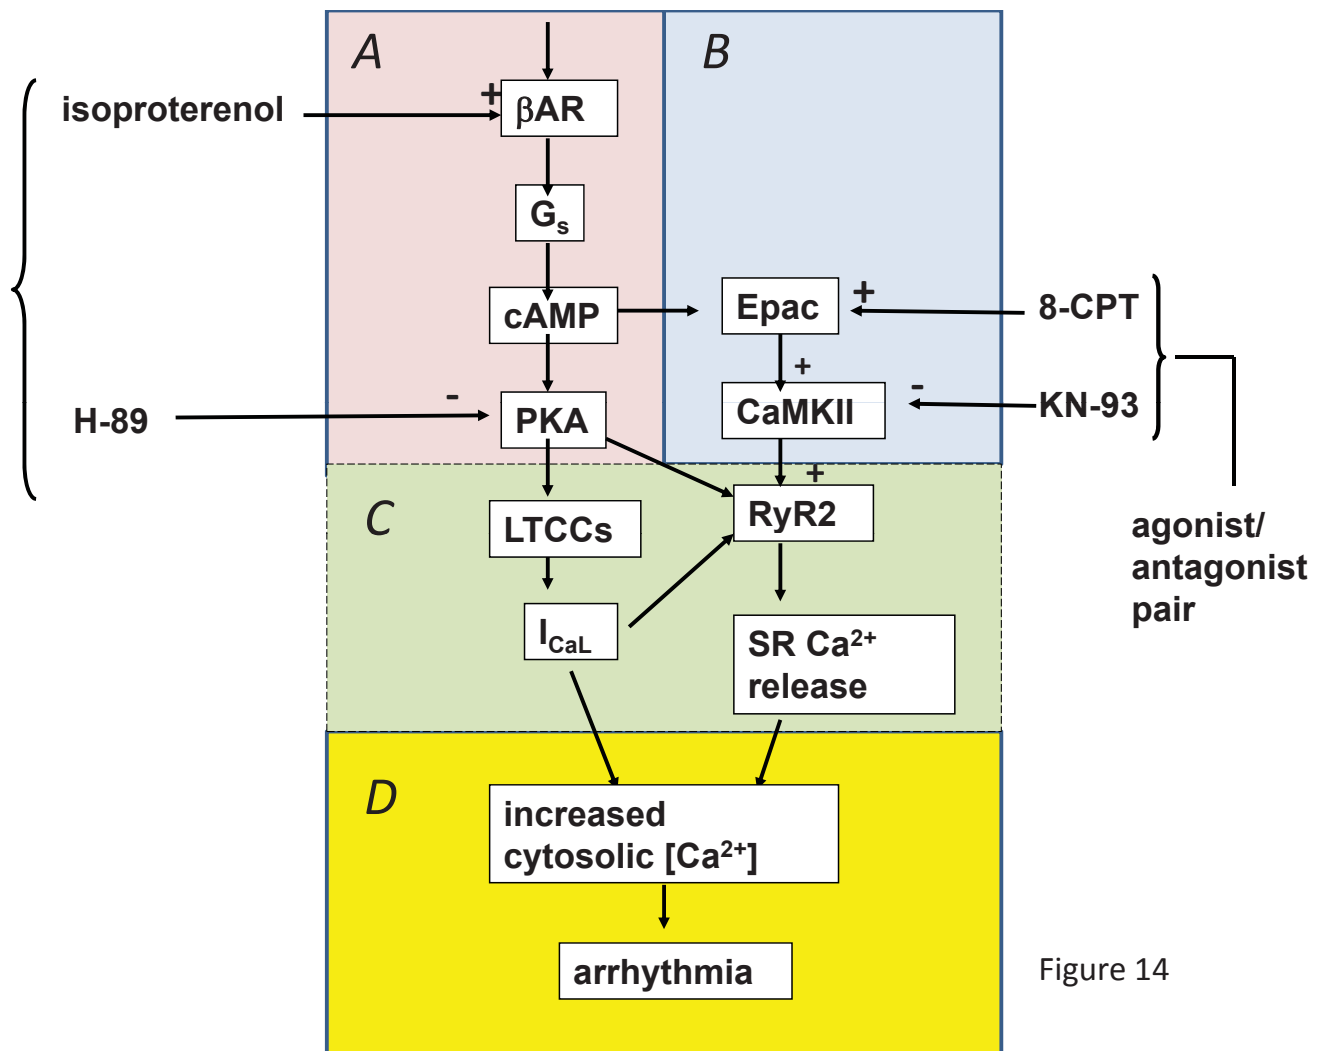 A
B
isoproterenol
+
βAR
Gs
cAMP
Epac
+
8-CPT
+
H-89
-
PKA
CaMKII
-
KN-93
+
C
LTCCs
RyR2
agonist/
antagonist
pair
ICaL
SR Ca²⁺
release
D
increased
cytosolic [Ca²⁺]
arrhythmia
Figure 14